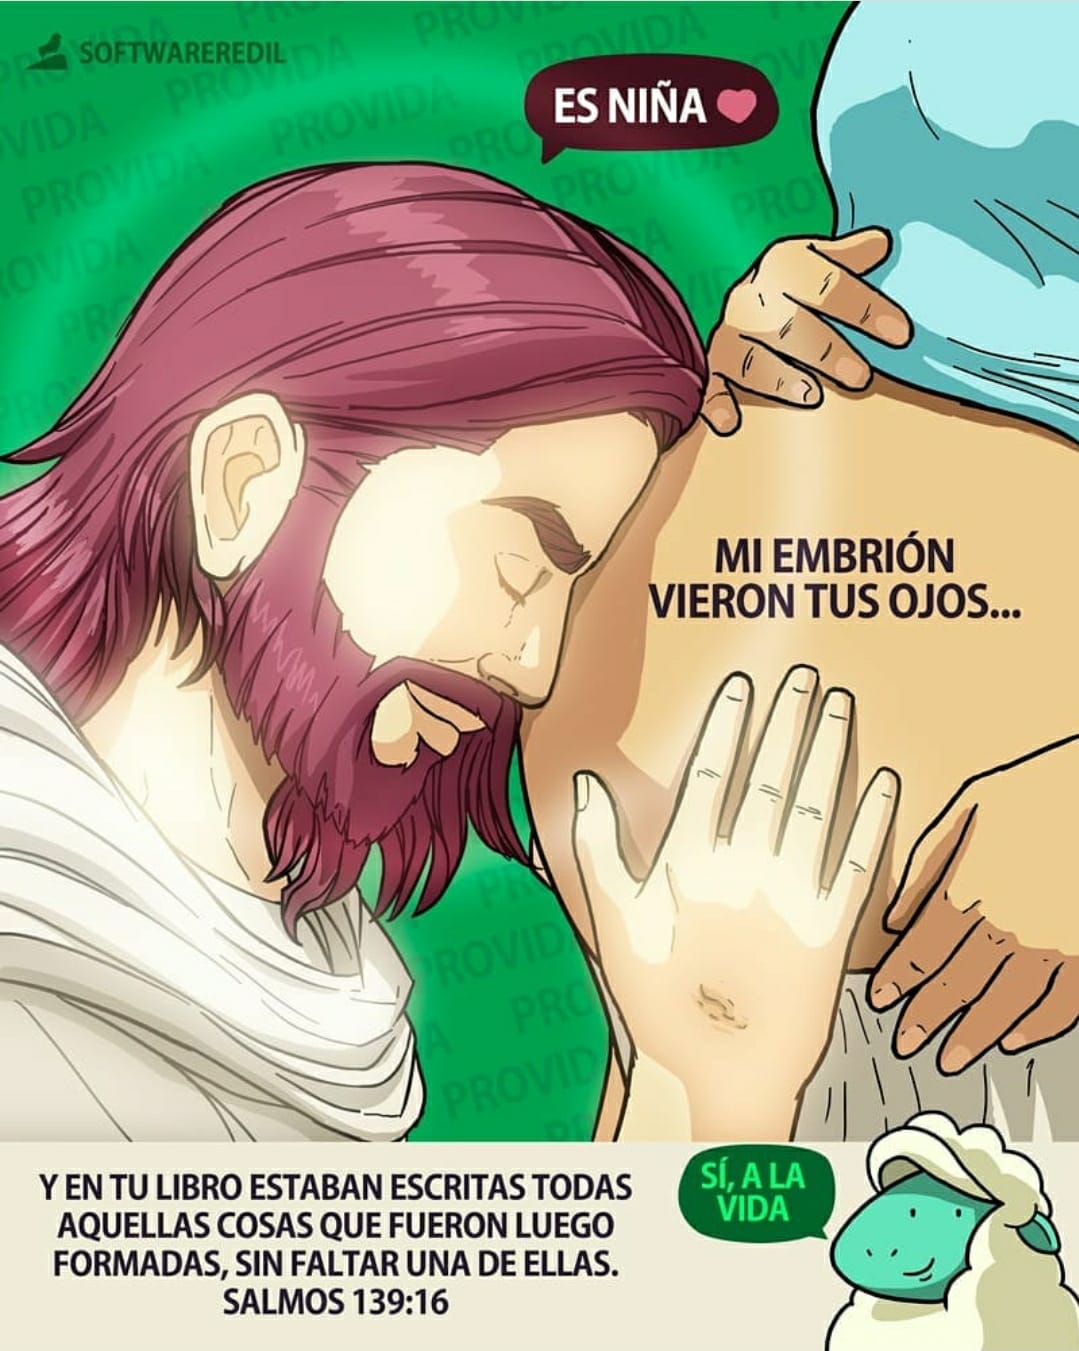 SOFTWAREREDIL
ES NIÑA
MI EMBRIÓN
VIERON TUS OJOS...
Y EN TU LIBRO ESTABAN ESCRITAS TODAS
AQUELLAS COSAS QUE FUERON LUEGO
FORMADAS, SIN FALTAR UNA DE ELLAS.
SALMOS 139:16
SÍ, A LA
VIDA
PROVIDA